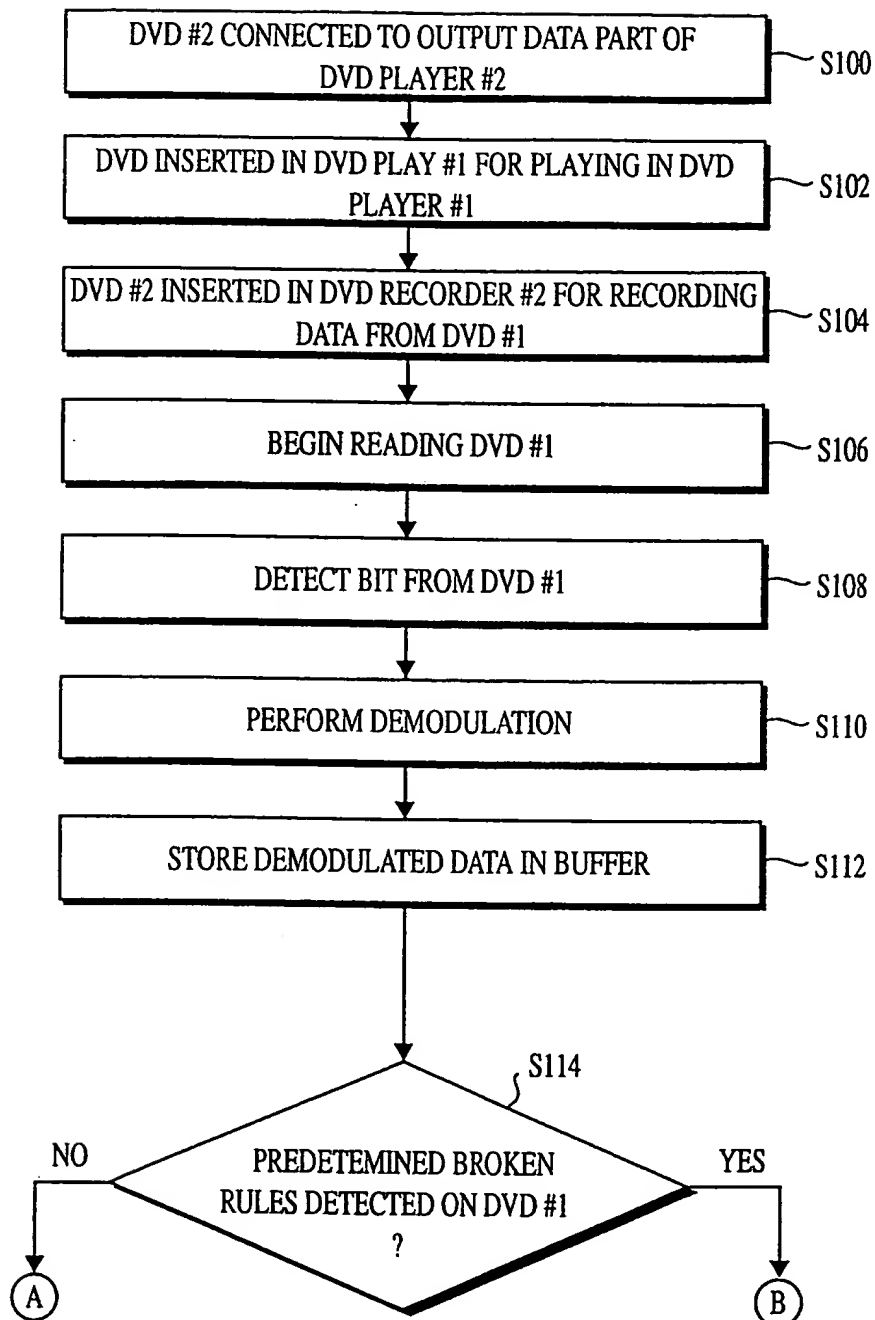 DVD #2 CONNECTED TO OUTPUT DATA PART OF
DVD PLAYER #2
S100
DVD INSERTED IN DVD PLAY #1 FOR PLAYING IN DVD
PLAYER #1
S102
DVD #2 INSERTED IN DVD RECORDER #2 FOR RECORDING
DATA FROM DVD #1
S104
BEGIN READING DVD #1
S106
DETECT BIT FROM DVD #1
S108
PERFORM DEMODULATION
S110
STORE DEMODULATED DATA IN BUFFER
S112
S114
NO
PREDETEMINED BROKEN
RULES DETECTED ON DVD #1
?
YES
A
B